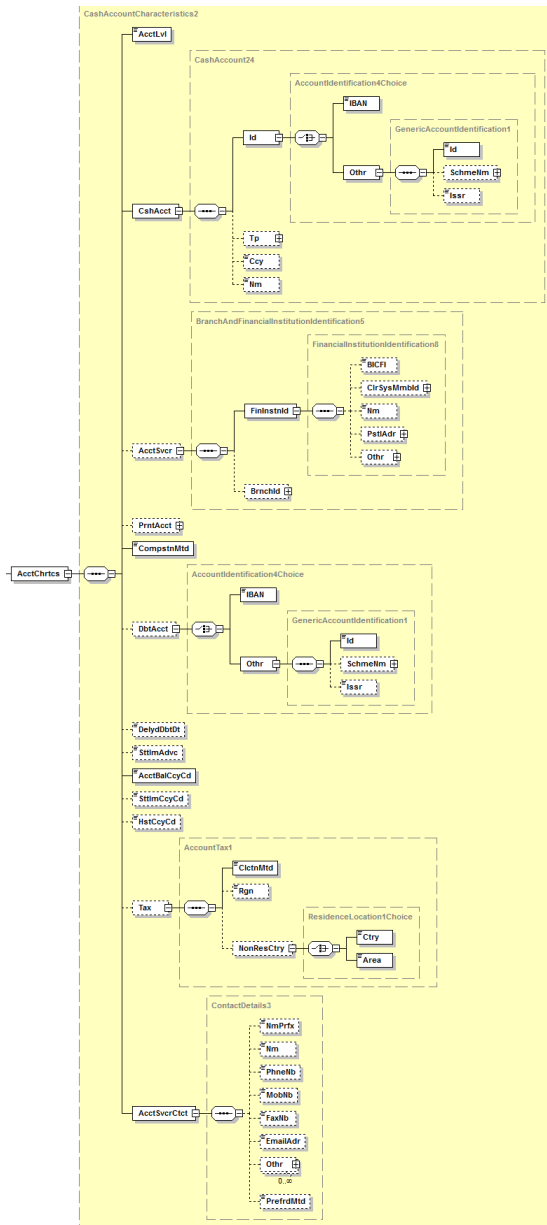 CashAccountCharacteristics2
AcctLvl
CashAccount24
AccountIdentification4Choice
IBAN
GenericAccountIdentification1
Id
Id
Othr
SchmeNm
Issr
CshAcct
Tp
Ccy
Nm
BranchAndFinancialInstitutionIdentification5
FinancialInstitutionIdentification8
BICFI
ClrSysMmbId
FinInstnId
Nm
PstlAdr
AcctSvcr
Othr
BrnchId
PrntAcct
CompstnMtd
AcctChrtcs
AccountIdentification4Choice
IBAN
GenericAccountIdentification1
DbtAcct
Id
Othr
SchmeNm
Issr
DelydDbtDt
SttlmAdvc
AcctBalCcyCd
SttlmCcyCd
HstCcyCd
AccountTax1
ClctnMtd
Rgn
Tax
ResidenceLocation1Choice
Ctry
NonResCtry
Area
ContactDetails3
NmPrfx
Nm
PhneNb
MobNb
AcctSvcrCtct
FaxNb
EmailAdr
Othr
0..∞
PrefrdMtd